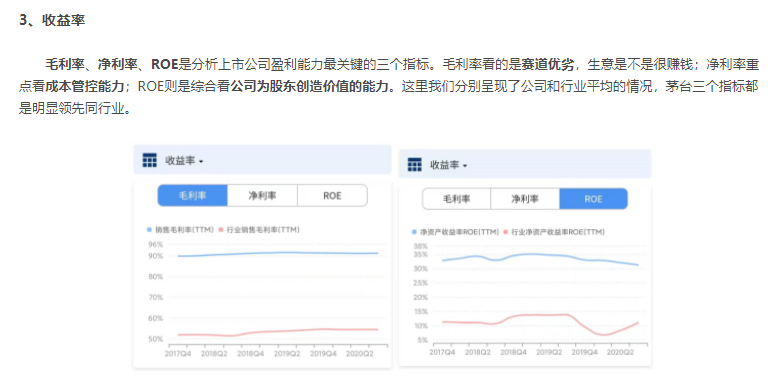 3、收益率
毛利率、净利率、ROE是分析上市公司盈利能力最关键的三个指标。毛利率看的是赛道优劣，生意是不是很赚钱；净利率重
点看成本管控能力；ROE则是综合看公司为股东创造价值的能力。这里我们分别呈现了公司和行业平均的情况，茅台三个指标都
是明显领先同行业。
收益率
毛利率 净利率 ROE
销售毛利率(TTM) 行业销售毛利率(TTM)
96%
90%
80%
70%
60%
50%
2017Q4 2018Q2 2018Q4 2019Q2 2019Q4 2020Q2
收益率
毛利率 净利率 ROE
净资产收益率ROE(TTM) 行业净资产收益率ROE(TTM)
38%
35%
30%
25%
20%
15%
10%
5%
2017Q4 2018Q2 2018Q4 2019Q2 2019Q4 2020Q2